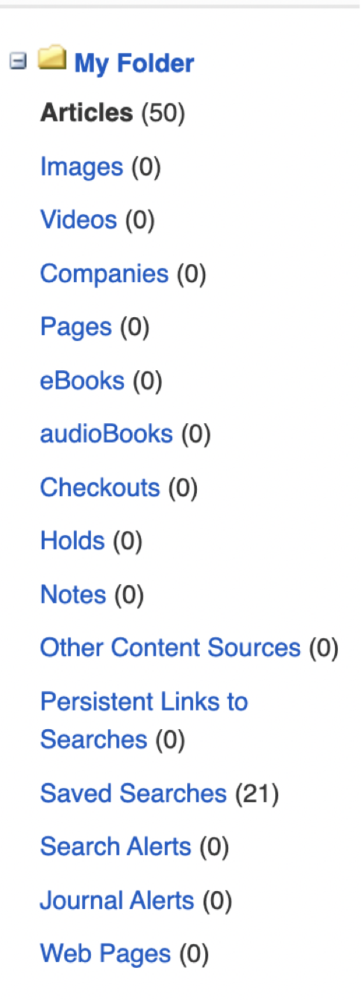 My Folder
Articles (50)
Images (0)
Videos (0)
Companies (0)
Pages (0)
eBooks (0)
audioBooks (0)
Checkouts (0)
Holds (0)
Notes (0)
Other Content Sources (0)
Persistent Links to
Searches (0)
Saved Searches (21)
Search Alerts (0)
Journal Alerts (0)
Web Pages (0)